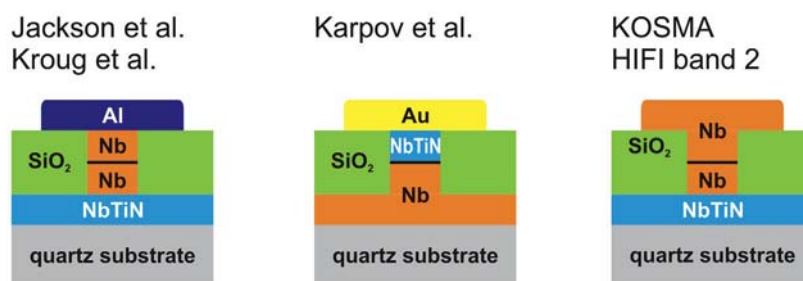 Jackson et al.
Kroug et al.
Al
Nb
SiO₂
Nb
NbTiN
quartz substrate
Karpov et al.
Au
NbTiN
Nb
quartz substrate
KOSMA
HIFI band 2
Nb
SiO₂
Nb
NbTiN
quartz substrate